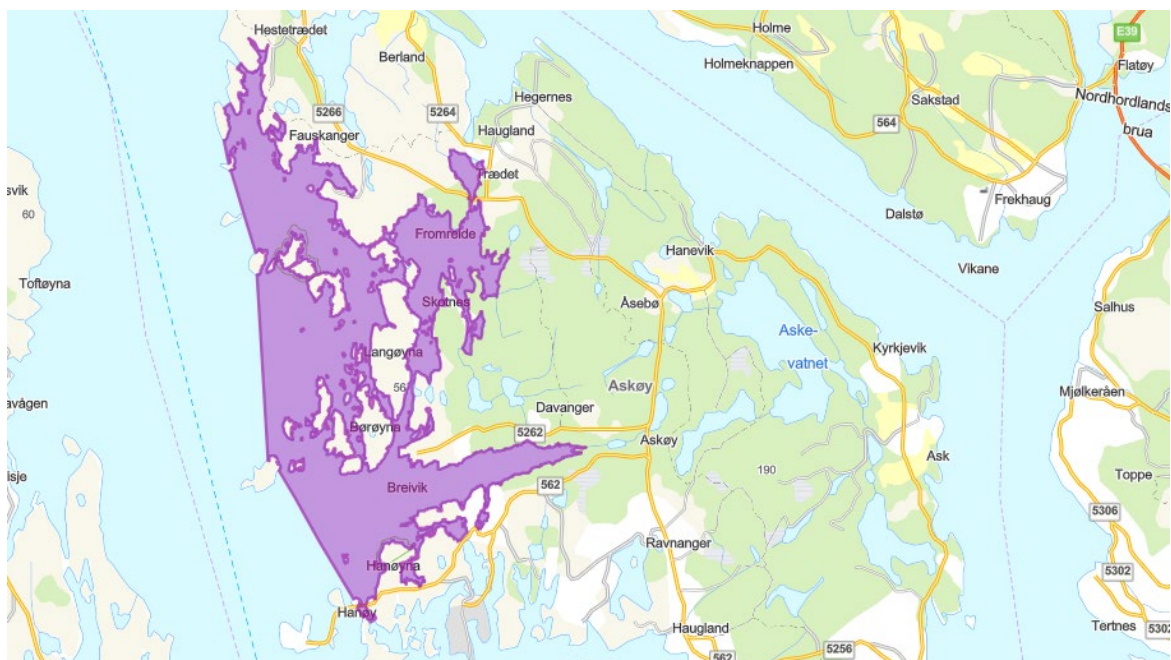 Hestetrædet
Holme
E39
Berland
Holmeknappen
Flatøy
Hegernes
Sakstad
Nordhordlands
brua
5266
5264
564
Fauskanger
Haugland
Trædet
svik
60
Frekhaug
Dalstø
Fromreide
Hanevik
Vikane
Toftøyna
Skotnes
Åsebø
Salhus
Aske-
vatnet
Langøyna
Kyrkjevik
56
Askøy
Mjølkeråen
avågen
Davanger
Børøyna
5262
Askøy
Ask
isje
190
Toppe
Breivik
562
5306
Ravnanger
Hanøyna
5302
Hanøy
Tertnes
5302
Haugland
562
5256